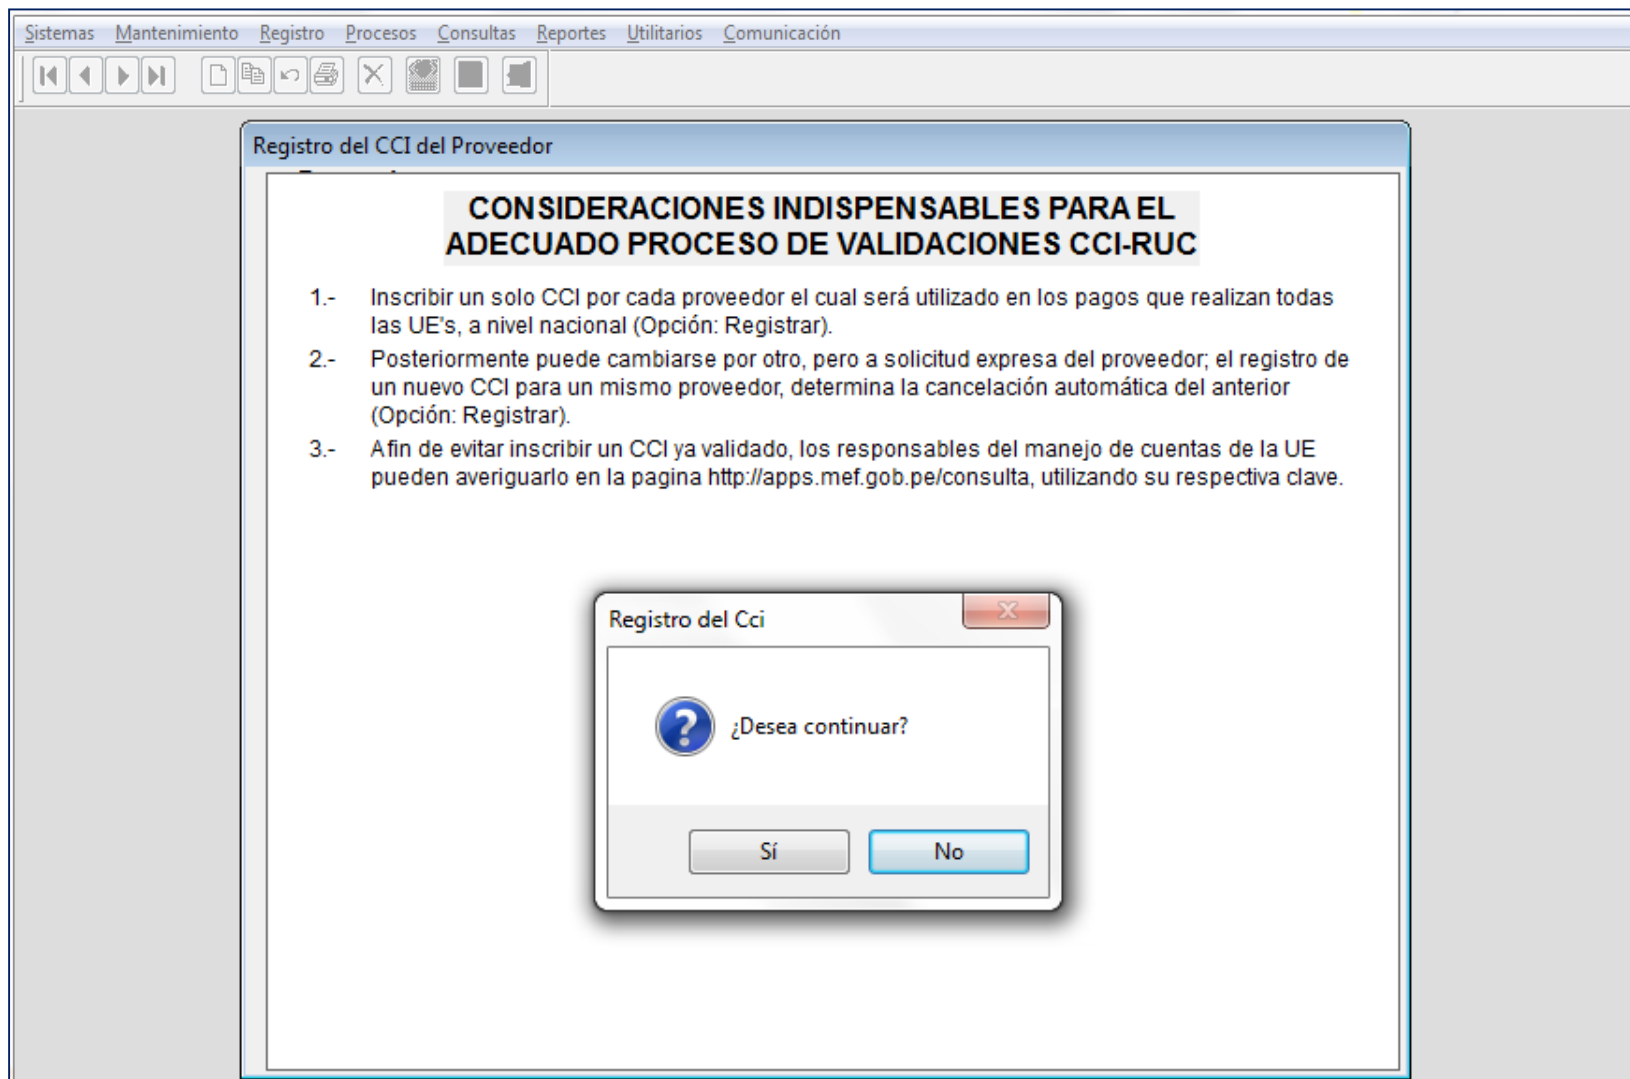 Sistemas Mantenimiento Registro Procesos Consultas Reportes Utilitarios Comunicación
Registro del CCI del Proveedor
CONSIDERACIONES INDISPENSABLES PARA EL
ADECUADO PROCESO DE VALIDACIONES CCI-RUC
1.- Inscribir un solo CCI por cada proveedor el cual será utilizado en los pagos que realizan todas
las UE's, a nivel nacional (Opción: Registrar).
2.- Posteriormente puede cambiarse por otro, pero a solicitud expresa del proveedor; el registro de
un nuevo CCI para un mismo proveedor, determina la cancelación automática del anterior
(Opción: Registrar).
3.- Afin de evitar inscribir un CCI ya validado, los responsables del manejo de cuentas de la UE
pueden averiguarlo en la pagina http://apps.mef.gob.pe/consulta, utilizando su respectiva clave.
Registro del Cci
¿Desea continuar?
Sí No